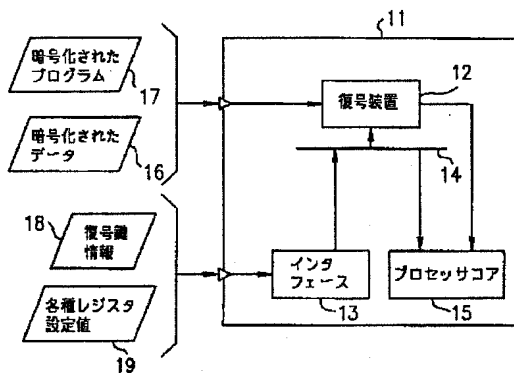 暗号化された
プログラム
17
暗号化された
データ
16
18
復号鍵
情報
各種レジスタ
設定値
19
11
復号装置
12
14
インタ
フェース
13
プロセッサコア
15